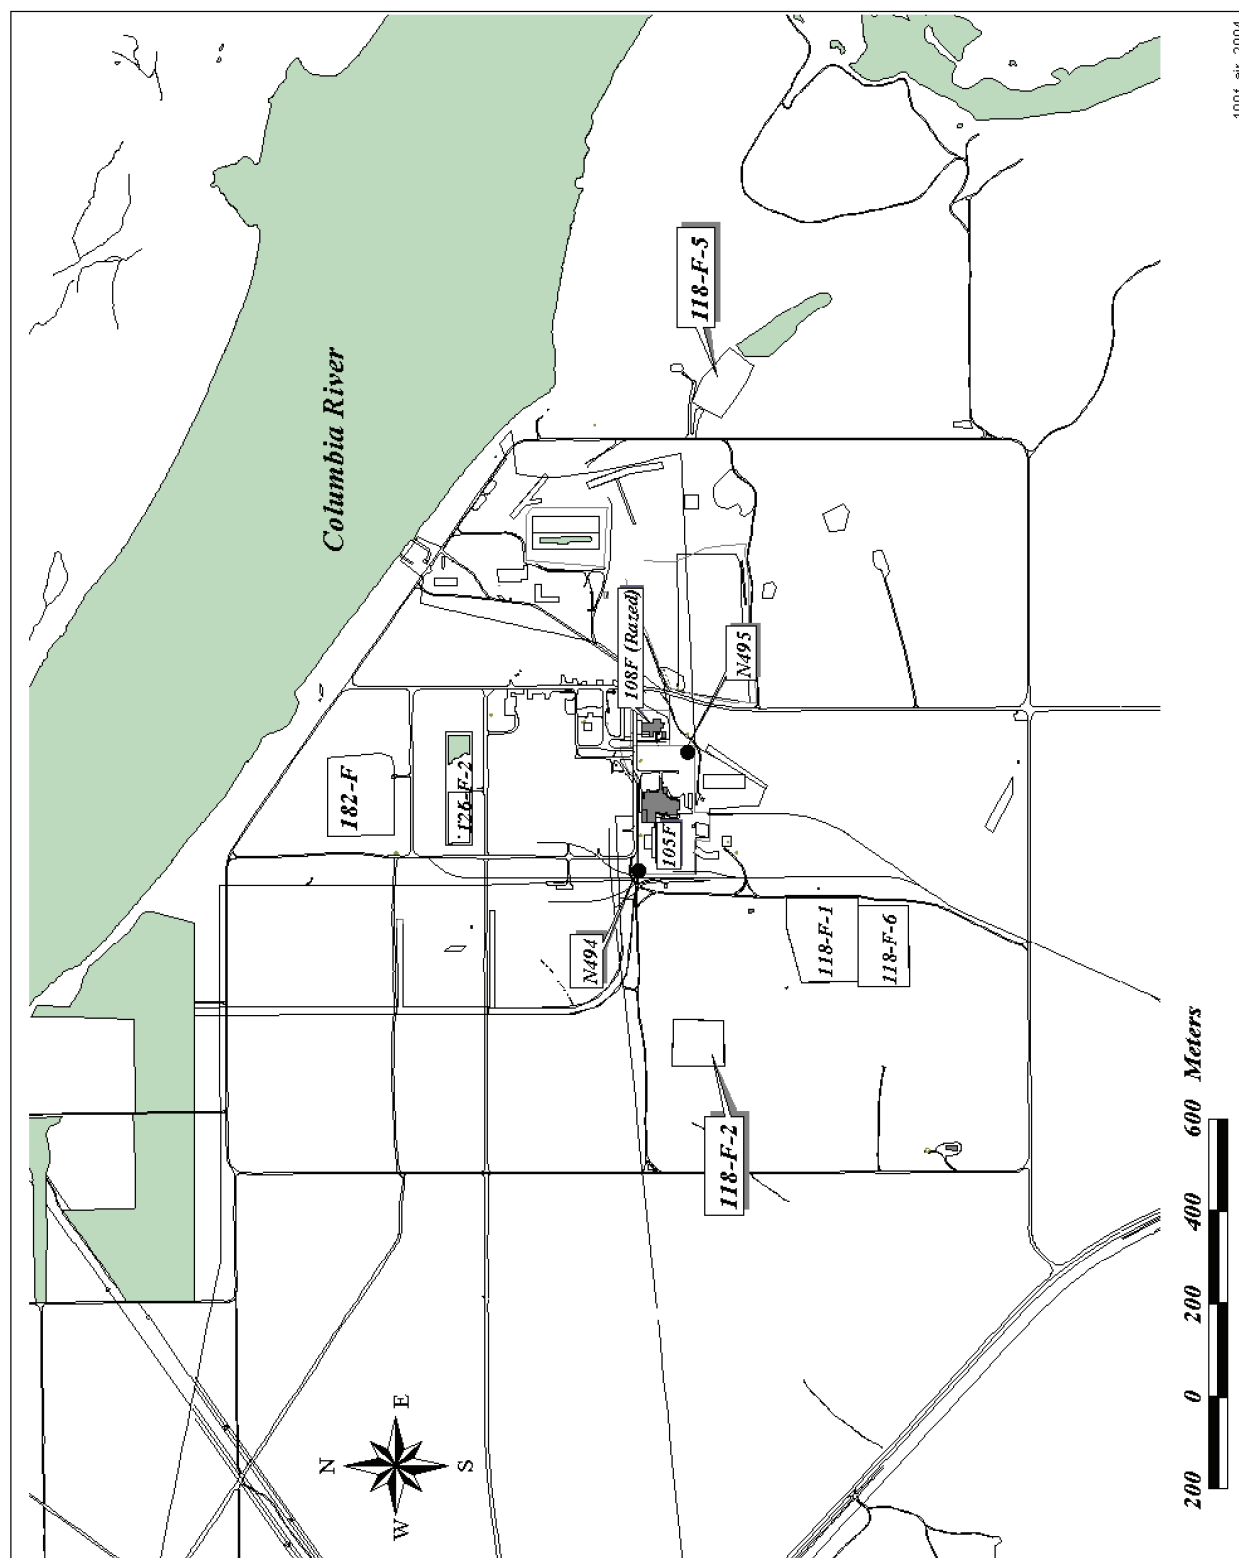 Columbia River
118-F-5
108F (Razed)
N495
182-F
126-F-2
105F
N494
118-F-1
118-F-6
118-F-2
N
E
S
W
200 0 200 400 600 Meters